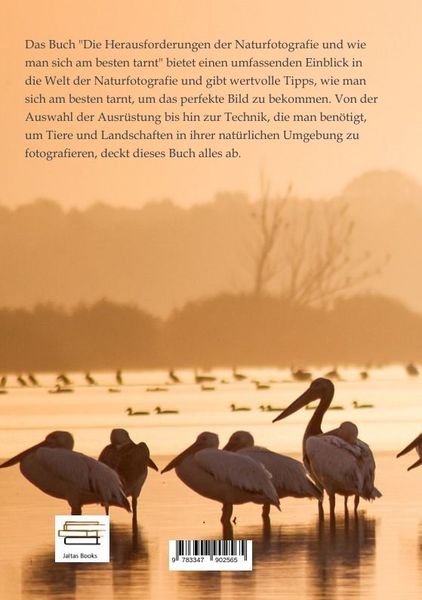 Das Buch "Die Herausforderungen der Naturfotografie und wie
man sich am besten tarnt" bietet einen umfassenden Einblick in
die Welt der Naturfotografie und gibt wertvolle Tipps, wie man
sich am besten tarnt, um das perfekte Bild zu bekommen. Von der
Auswahl der Ausrüstung bis hin zur Technik, die man benötigt,
um Tiere und Landschaften in ihrer natürlichen Umgebung zu
fotografieren, deckt dieses Buch alles ab.
Jaltas Books
9 783347 902565